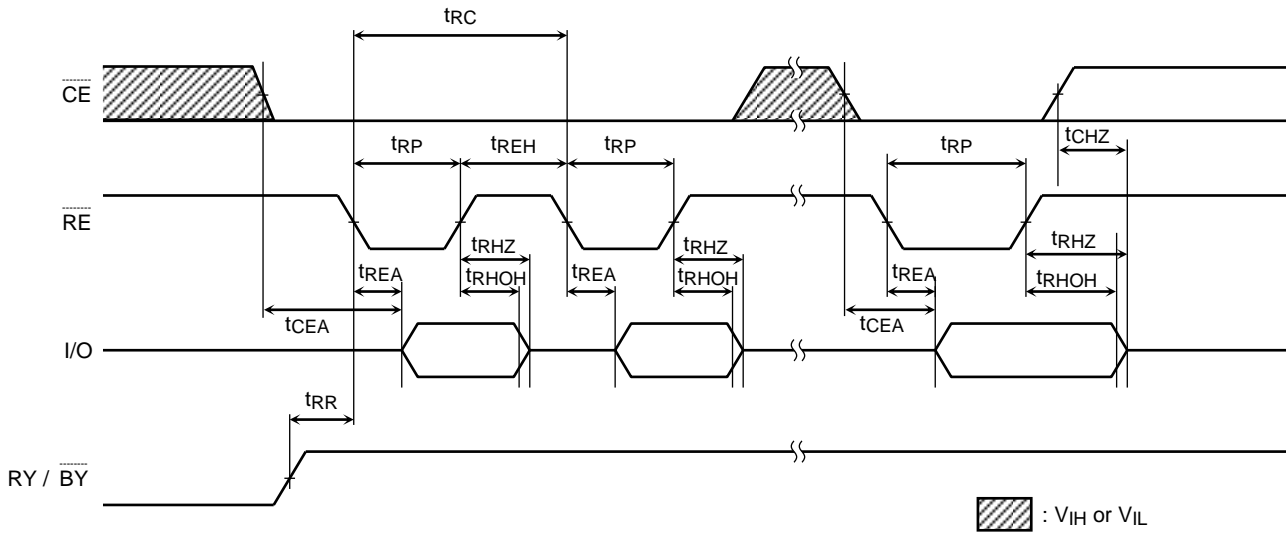 tRC
CE
tCHZ
tRP tREH tRP tRP
RE
tRHZ tRHZ tRHZ
tREA tRHOH tREA tRHOH tREA tRHOH
tCEA tCEA
I/O
tRR
RY / BY
: VIH or VIL